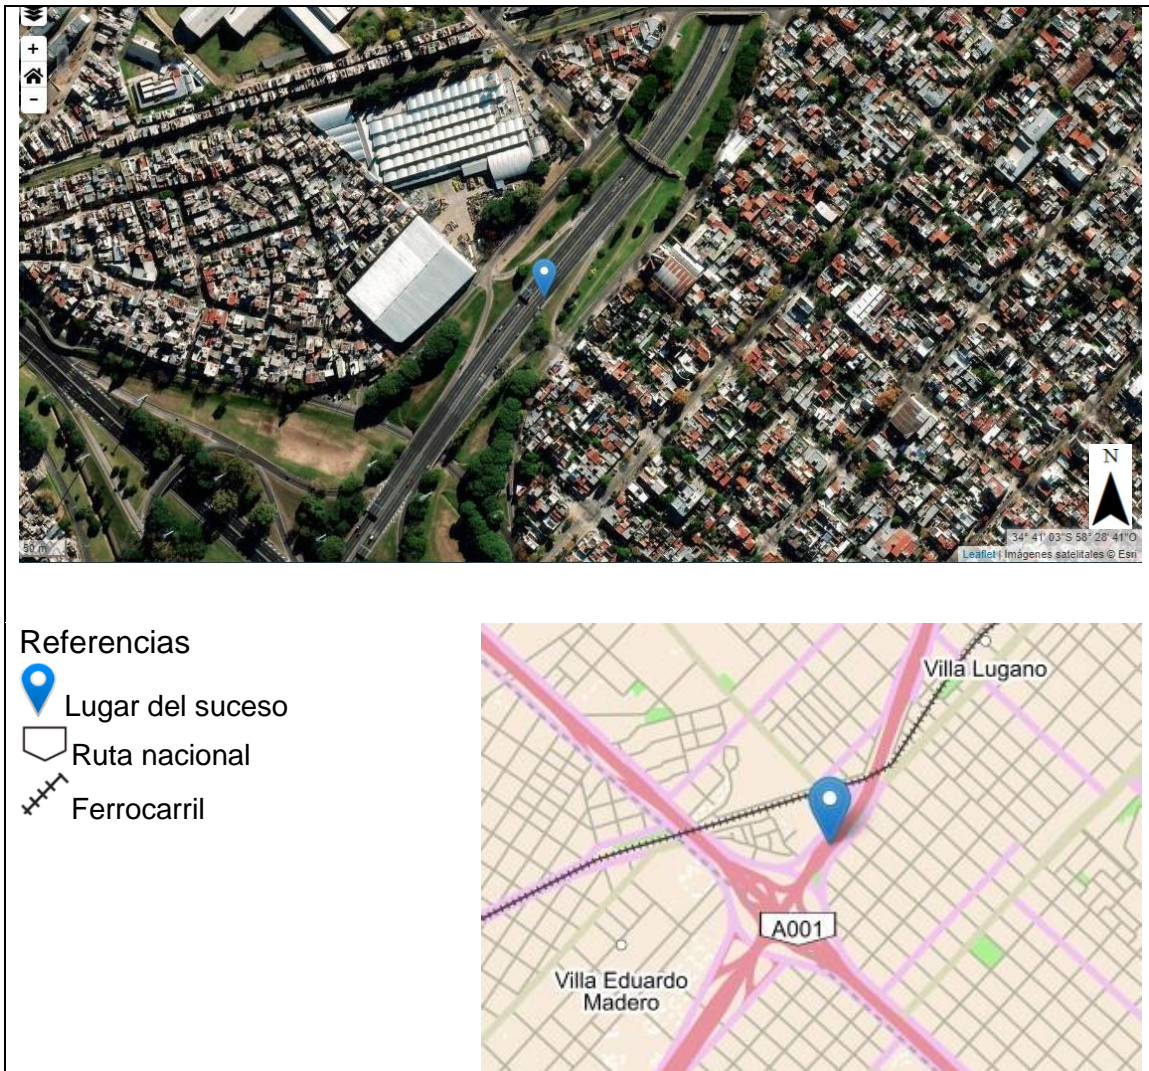 +
-
N
50 m
34° 41' 03"S 58° 28' 41"O
Leaflet | Imágenes satelitales © Esri
Referencias
Lugar del suceso
Ruta nacional
Ferrocarril
Villa Lugano
A001
Villa Eduardo
Madero